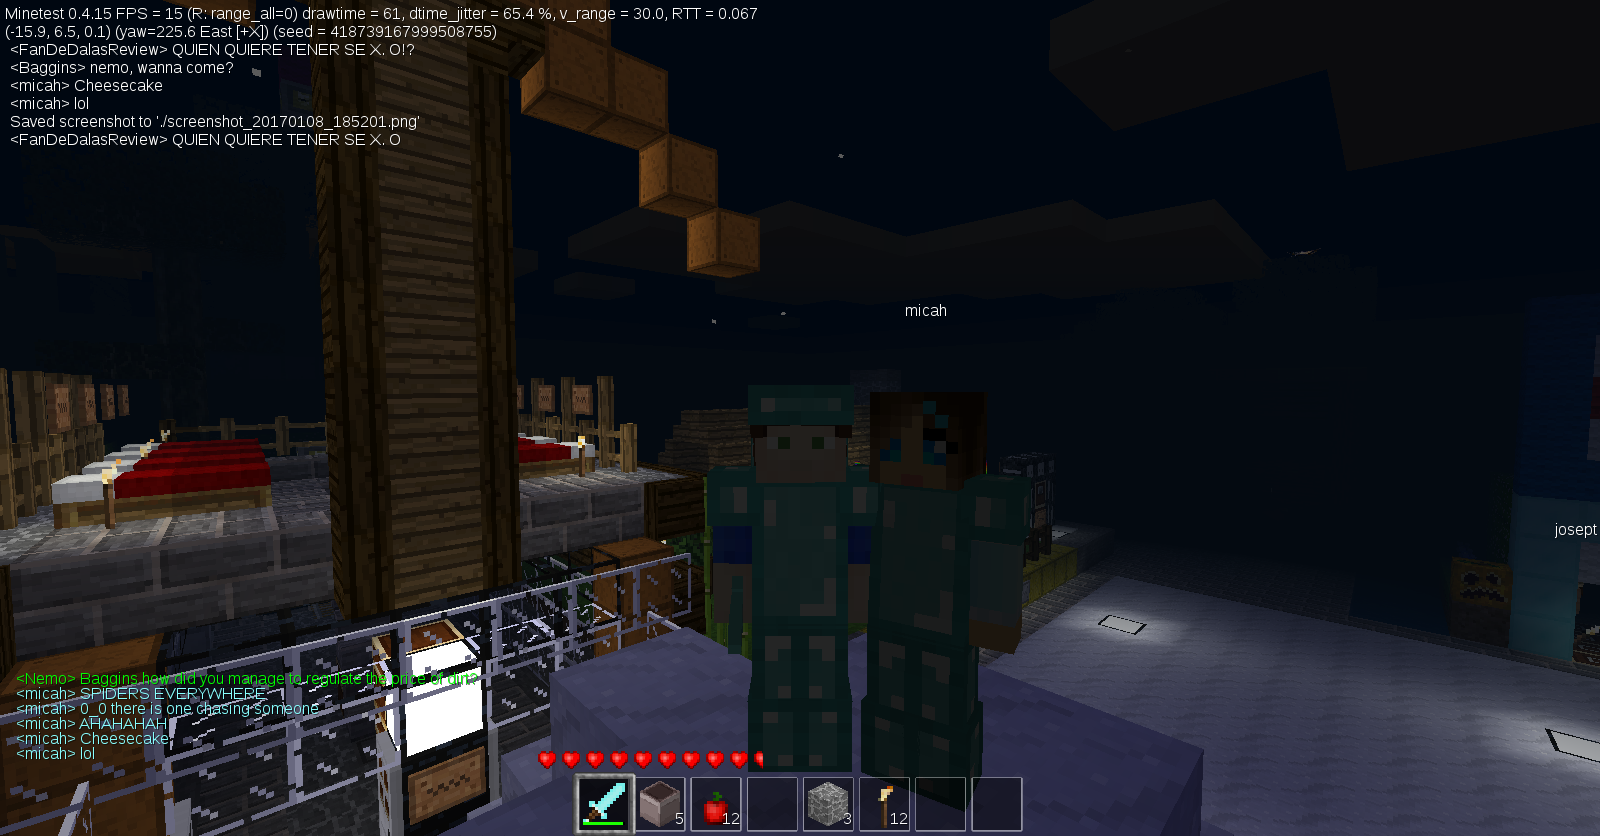 Minetest 0.4.15 FPS = 15 (R: range_all=0) drawtime = 61, dtime_jitter = 65.4 %, v_range = 30.0, RTT = 0.067
(-15.9, 6.5, 0.1) (yaw=225.6 East [+X]) (seed = 418739167999508755)
<FanDeDalasReview> QUIEN QUIERE TENER SE X. O!?
<Baggins> nemo, wanna come?
<micah> Cheesecake
<micah> lol
Saved screenshot to './screenshot_20170108_185201.png'
<FanDeDalasReview> QUIEN QUIERE TENER SE X. O
micah
josept
<Nemo> Baggins how did you manage to regulate the price of dirt?
<micah> SPIDERS EVERYWHERE
<micah> 0_0 there is one chasing someone
<micah> AHAHAHAH
<micah> Cheesecake
<micah> lol
5 12 3 12